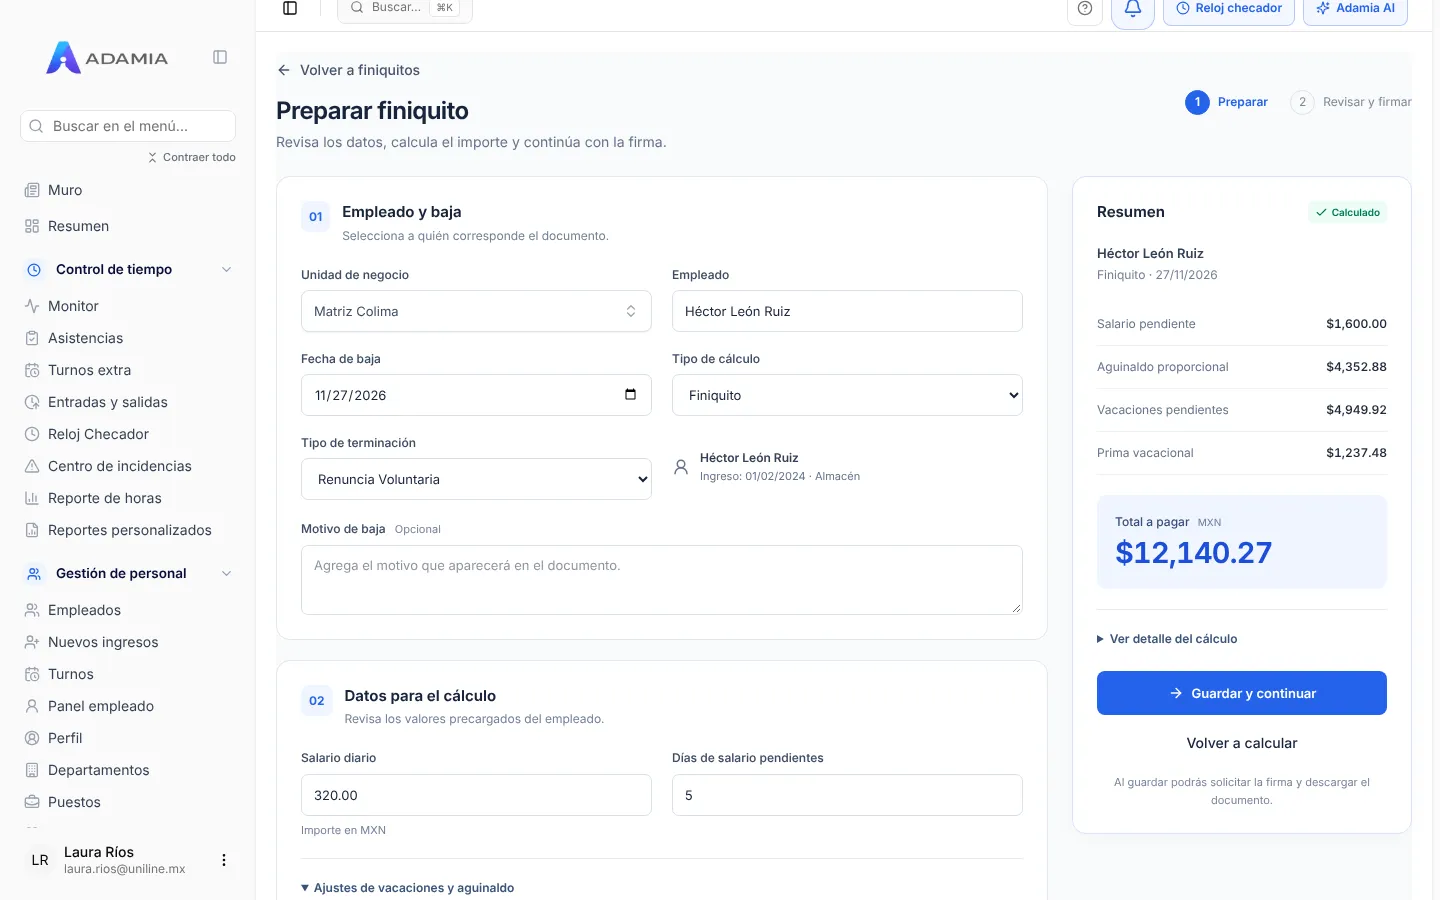 ADAMIA
Buscar en el menú...
Contraer todo
Muro
Resumen
Control de tiempo
Monitor
Asistencias
Turnos extra
Entradas y salidas
Reloj Checador
Centro de incidencias
Reporte de horas
Reportes personalizados
Gestión de personal
Empleados
Nuevos ingresos
Turnos
Panel empleado
Perfil
Departamentos
Puestos
LR
Laura Ríos
laura.rios@uniline.mx
Buscar... ⌘K
Reloj checador
Adamia AI
Volver a finiquitos
Preparar finiquito
Revisa los datos, calcula el importe y continúa con la firma.
1 Preparar
2 Revisar y firmar
01 Empleado y baja
Selecciona a quién corresponde el documento.
Unidad de negocio
Matriz Colima
Empleado
Héctor León Ruiz
Fecha de baja
11/27/2026
Tipo de cálculo
Finiquito
Tipo de terminación
Renuncia Voluntaria
Héctor León Ruiz
Ingreso: 01/02/2024 · Almacén
Motivo de baja Opcional
Agrega el motivo que aparecerá en el documento.
02 Datos para el cálculo
Revisa los valores precargados del empleado.
Salario diario
320.00
Importe en MXN
Días de salario pendientes
5
Ajustes de vacaciones y aguinaldo
Resumen
Calculado
Héctor León Ruiz
Finiquito · 27/11/2026
Salario pendiente $1,600.00
Aguinaldo proporcional $4,352.88
Vacaciones pendientes $4,949.92
Prima vacacional $1,237.48
Total a pagar MXN
$12,140.27
Ver detalle del cálculo
Guardar y continuar
Volver a calcular
Al guardar podrás solicitar la firma y descargar el
documento.